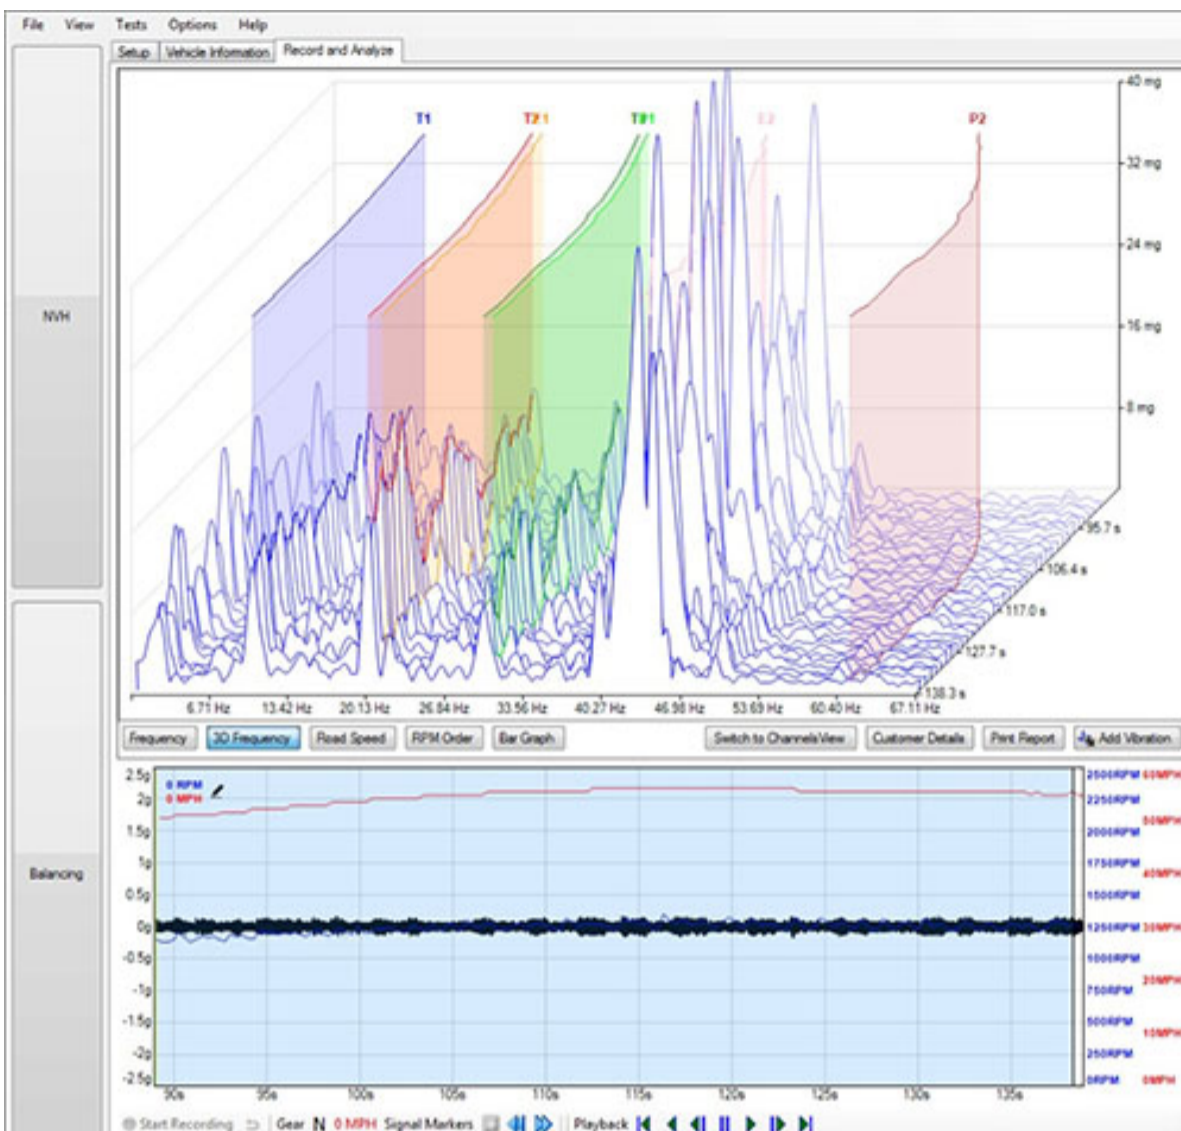 File View Tests Options Help
Setup Vehicle Information Record and Analyze
40 mg
T1 T2 1 T3 1 E2 P2
32 mg
24 mg
NVH
16 mg
8 mg
95.7 s
106.4 s
117.0 s
127.7 s
138.3 s
6.71 Hz 13.42 Hz 20.13 Hz 26.84 Hz 33.56 Hz 40.27 Hz 46.98 Hz 53.69 Hz 60.40 Hz 67.11 Hz
Frequency 3D Frequency Road Speed RPM Order Bar Graph Switch to ChannelsView Customer Details Print Report Add Vibration
2.5g 0 RPM 2500RPM 60MPH
2g 0 MPH 2250RPM
1.5g 2000RPM 50MPH
1g 1750RPM
Balancing 40MPH
0.5g 1500RPM
0g 1250RPM 30MPH
-0.5g 1000RPM
-1g 750RPM 20MPH
-1.5g 500RPM
10MPH
-2g 250RPM
-2.5g 0RPM 0MPH
90s 95s 100s 105s 110s 115s 120s 125s 130s 135s
Start Recording Gear N 0 MPH Signal Markers Playback